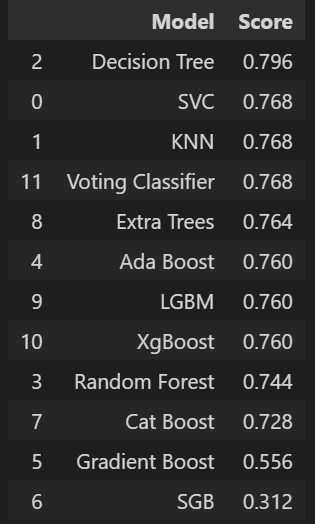 Model Score
2 Decision Tree 0.796
0 SVC 0.768
1 KNN 0.768
11 Voting Classifier 0.768
8 Extra Trees 0.764
4 Ada Boost 0.760
9 LGBM 0.760
10 XgBoost 0.760
3 Random Forest 0.744
7 Cat Boost 0.728
5 Gradient Boost 0.556
6 SGB 0.312